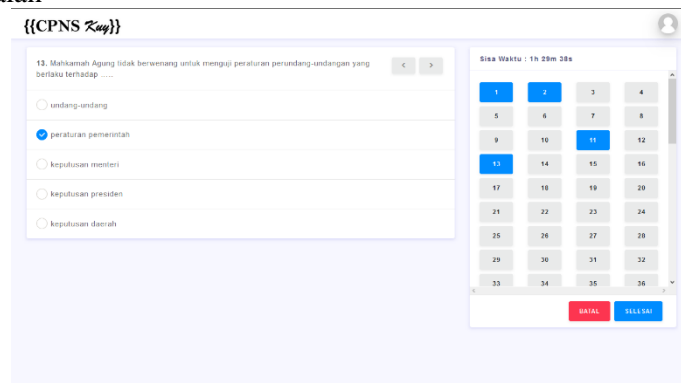 {{CPNS Kuy}}
13. Mahkamah Agung tidak berwenang untuk menguji peraturan perundang-undangan yang
berlaku terhadap .....
< >
undang-undang
peraturan pemerintah
keputusan menteri
keputusan presiden
keputusan daerah
Sisa Waktu : 1h 28m 38s
1 2 3 4
5 6 7 8
9 10 11 12
13 14 15 16
17 18 19 20
21 22 23 24
25 26 27 28
29 30 31 32
33 34 35 36
BATAL SELESAI